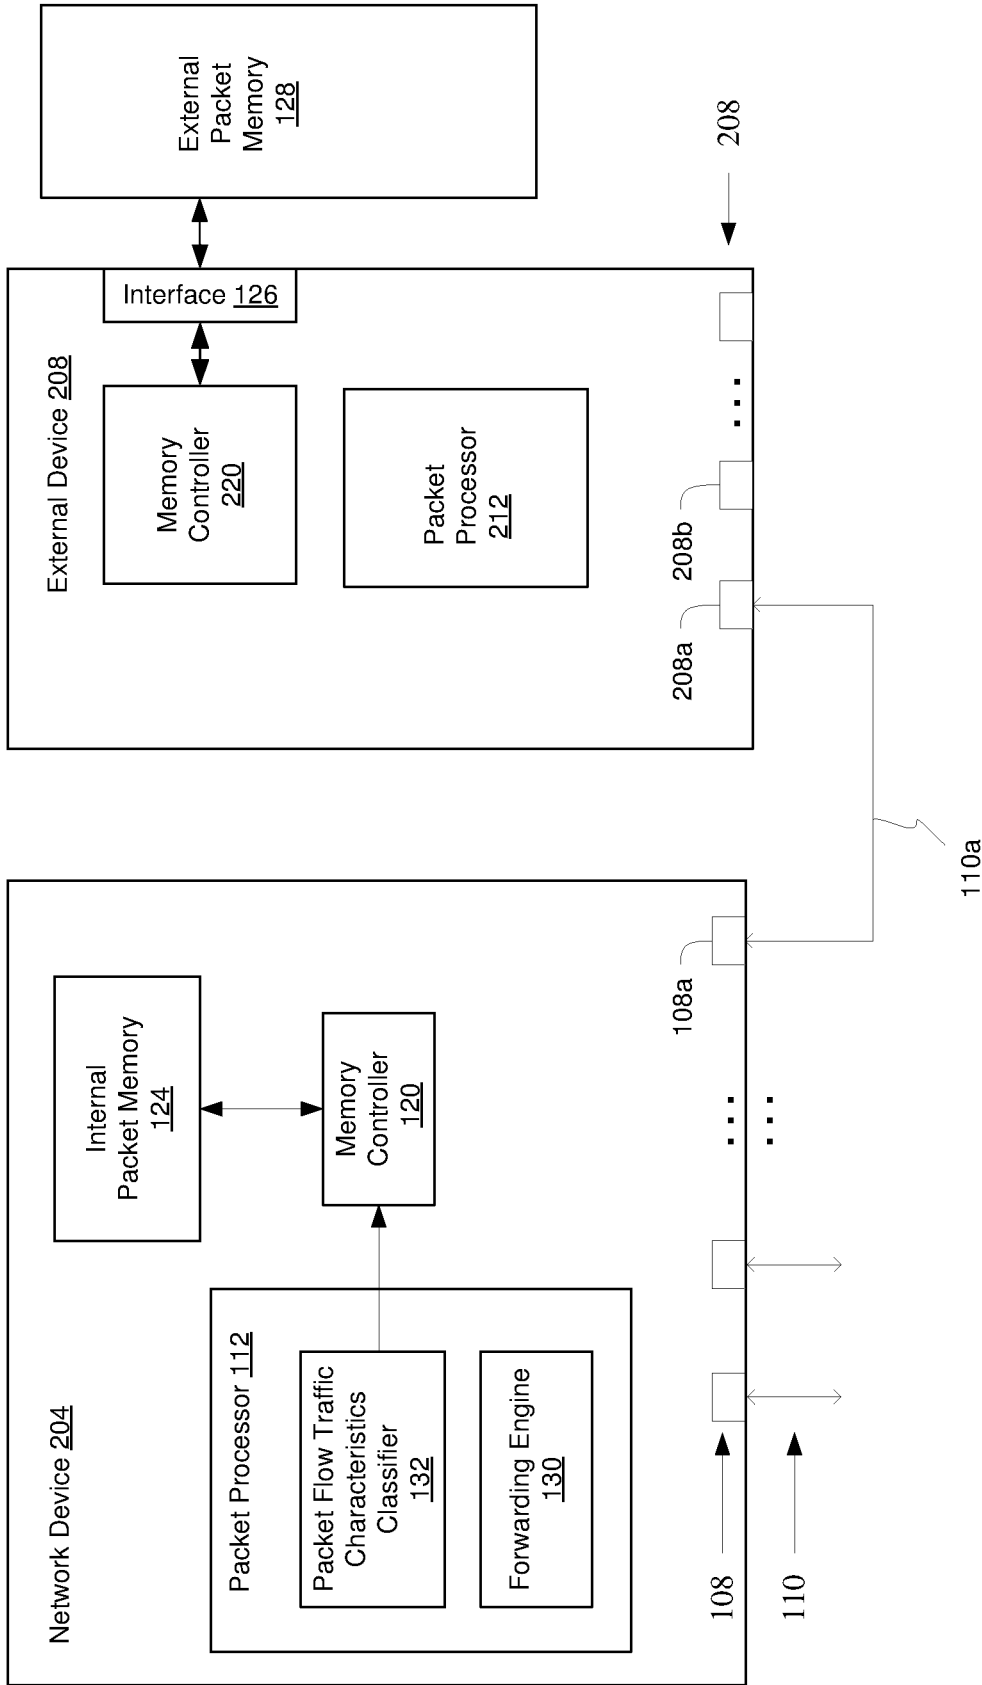 Network Device 204
Packet Processor 112
Packet Flow Traffic
Characteristics
Classifier
132
Forwarding Engine
130
Internal
Packet Memory
124
Memory
Controller
120
108
110
108a
110a
External Device 208
Memory
Controller
220
Interface 126
Packet
Processor
212
208a
208b
208
External
Packet
Memory
128